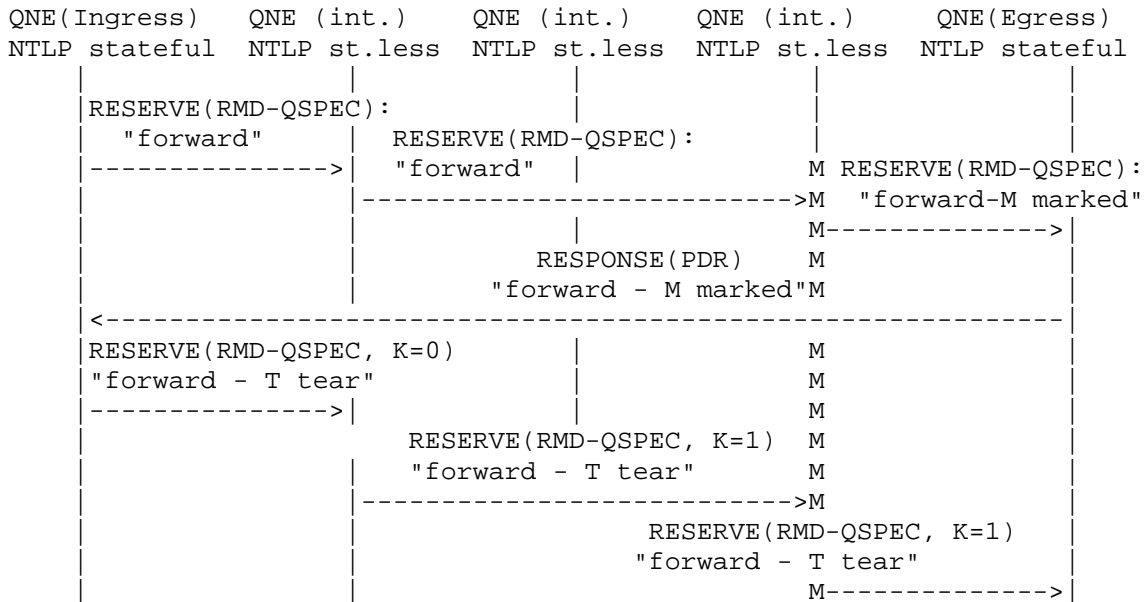 QNE(Ingress)    QNE (int.)    QNE (int.)    QNE (int.)     QNE(Egress)
NTLP stateful  NTLP st.less  NTLP st.less  NTLP st.less  NTLP stateful
RESERVE(RMD-QSPEC):
"forward"    RESERVE(RMD-QSPEC):
"forward"    M RESERVE(RMD-QSPEC):
M  "forward-M marked"
M
RESPONSE(PDR)    M
"forward - M marked"M
RESERVE(RMD-QSPEC, K=0)    M
"forward - T tear"    M
M
RESERVE(RMD-QSPEC, K=1)  M
"forward - T tear"    M
M
RESERVE(RMD-QSPEC, K=1)
"forward - T tear"
M